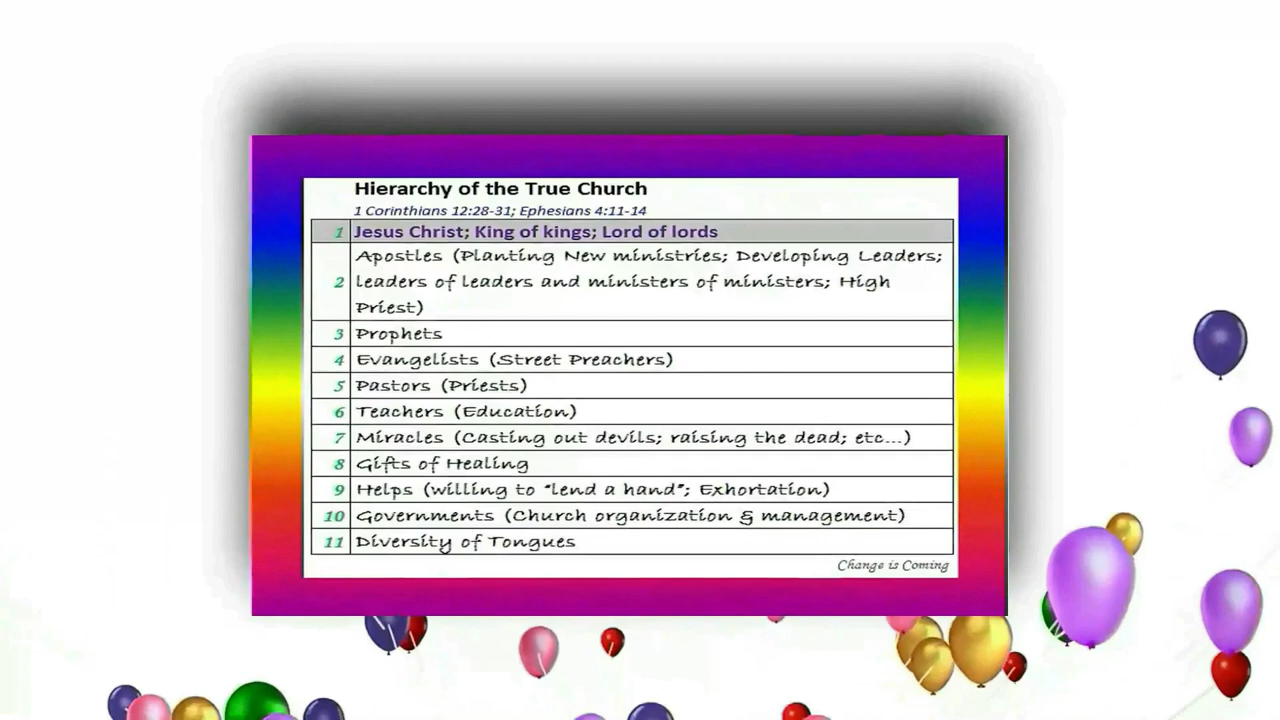 Hierarchy of the True Church
1 Corinthians 12:28-31; Ephesians 4:11-14
1 Jesus Christ; King of kings; Lord of lords
Apostles (Planting New ministries; Developing Leaders;
2 leaders of leaders and ministers of ministers; High
Priest)
3 Prophets
4 Evangelists (Street Preachers)
5 Pastors (Priests)
6 Teachers (Education)
7 Miracles (Casting out devils; raising the dead; etc...)
8 Gifts of Healing
9 Helps (willing to "lend a hand"; Exhortation)
10 Governments (Church organization & management)
11 Diversity of Tongues
Change is Coming